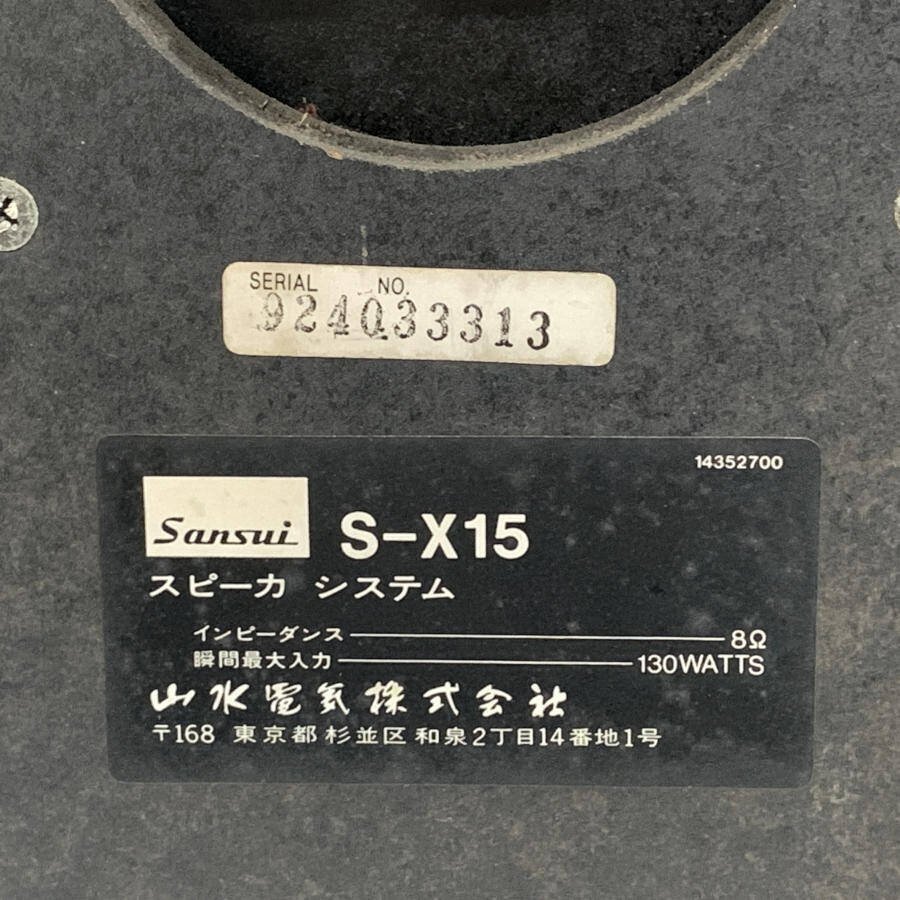 SERIAL NO.
924033313
14352700
Sansui S-X15
スピーカ システム
インピーダンス 8Ω
瞬間最大入力 130WATTS
山水電気株式会社
〒168 東京都杉並区和泉2丁目14番地1号